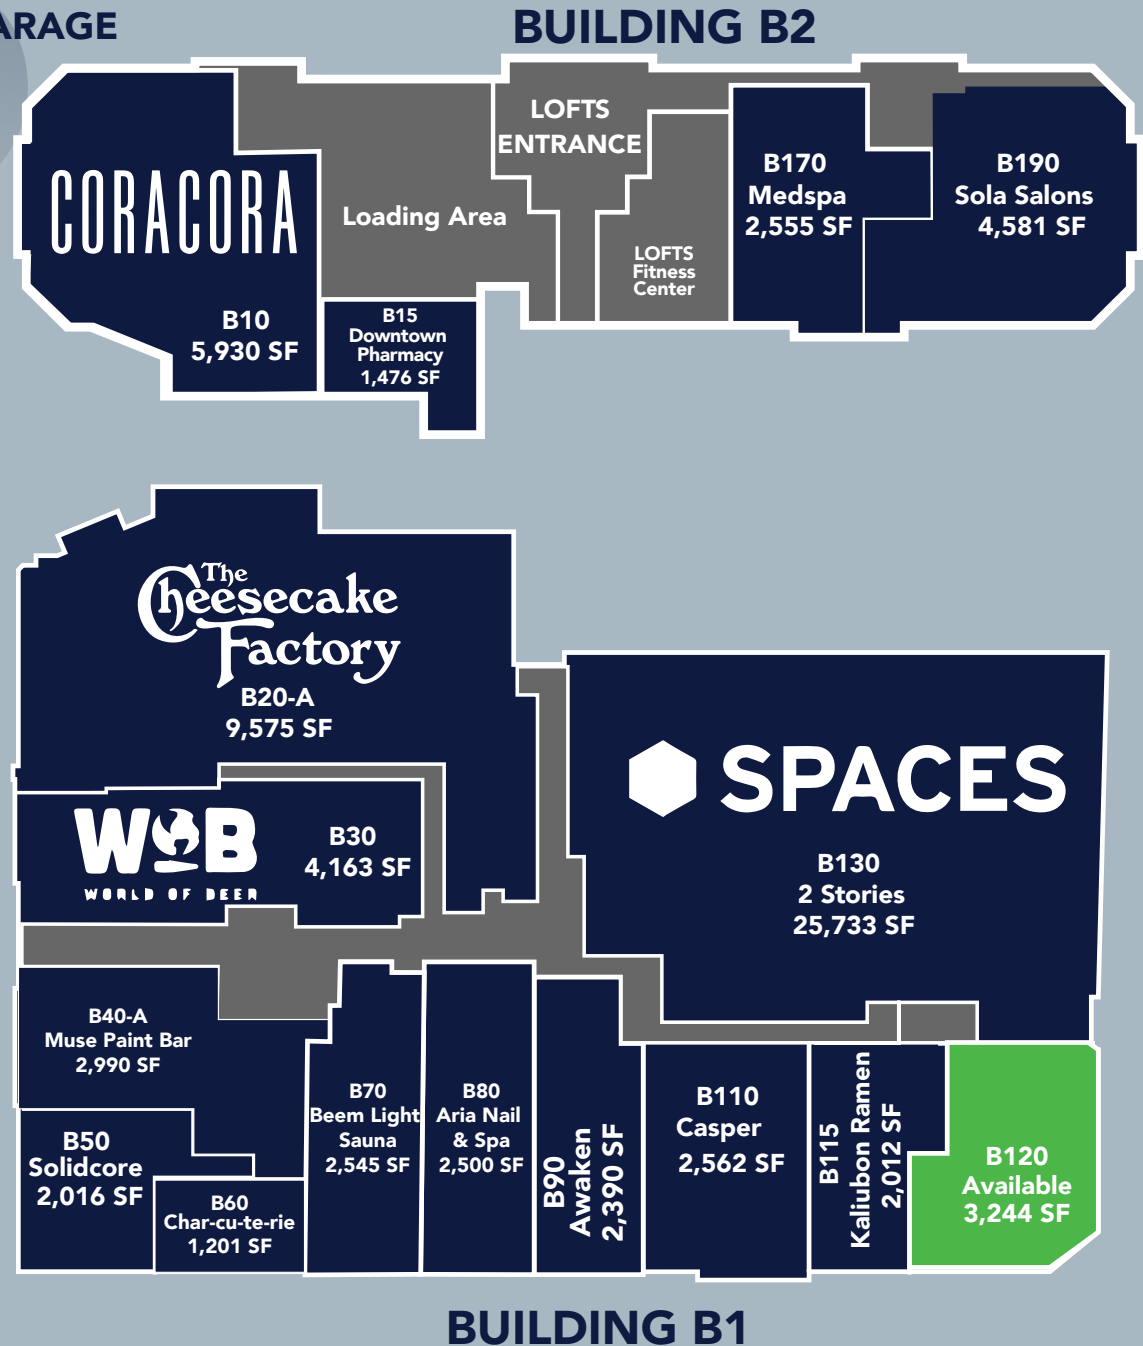 ARAGE
BUILDING B2
CORACORA
B10
5,930 SF
Loading Area
B15
Downtown
Pharmacy
1,476 SF
LOFTS
ENTRANCE
LOFTS
Fitness
Center
B170
Medspa
2,555 SF
B190
Sola Salons
4,581 SF
The
Cheesecake
Factory
B20-A
9,575 SF
WOB
WORLD OF BEER
B30
4,163 SF
SPACES
B130
2 Stories
25,733 SF
B40-A
Muse Paint Bar
2,990 SF
B50
Solidcore
2,016 SF
B60
Char-cu-te-rie
1,201 SF
B70
Beem Light
Sauna
2,545 SF
B80
Aria Nail
& Spa
2,500 SF
B90
Awaken
2,390 SF
B110
Casper
2,562 SF
B115
Kaliubon Ramen
2,012 SF
B120
Available
3,244 SF
BUILDING B1